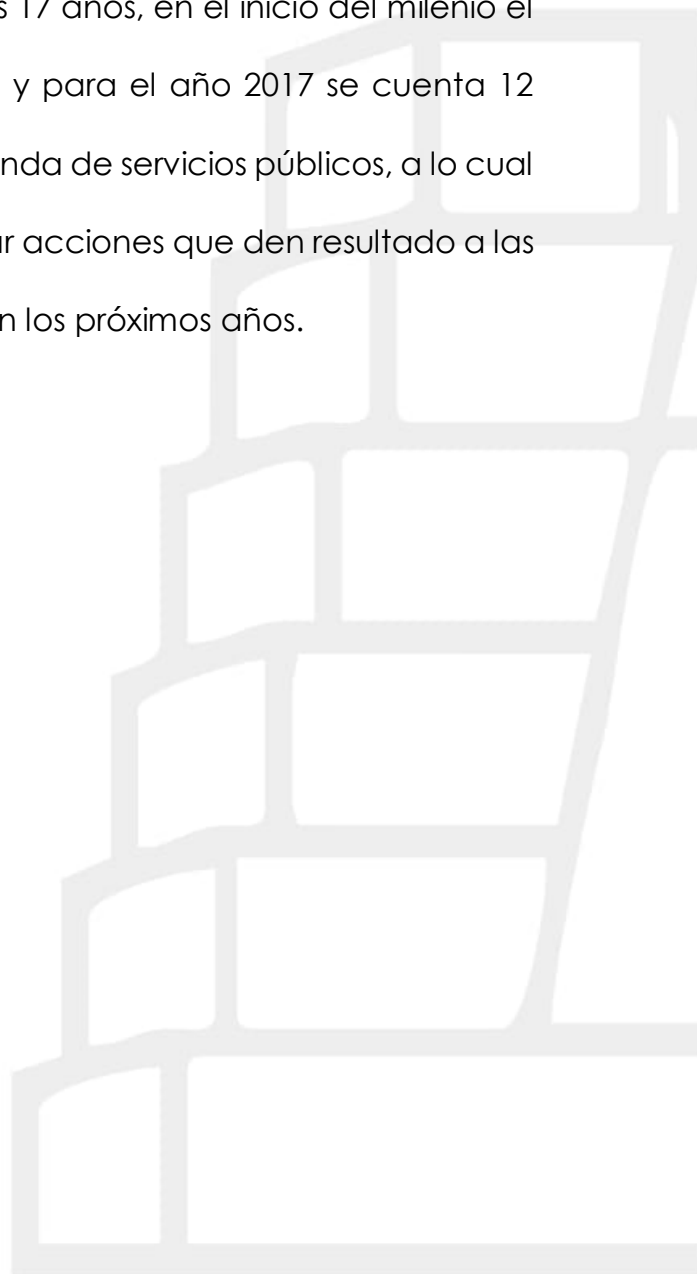 s 17 años, en el inicio del milenio el
y para el año 2017 se cuenta 12
nda de servicios públicos, a lo cual
ar acciones que den resultado a las
n los próximos años.